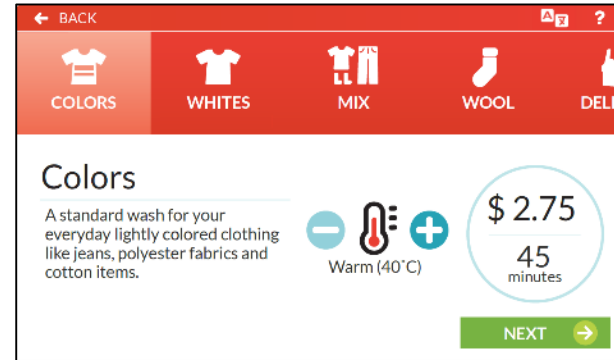 BACK
?
COLORS
WHITES
MIX
WOOL
Colors
A standard wash for your
everyday lightly colored clothing
like jeans, polyester fabrics and
cotton items.
Warm (40°C)
$ 2.75
45
minutes
NEXT